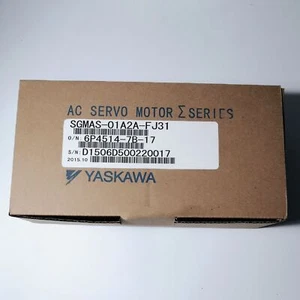 AC SERVO MOTOR Σ SERIES
SGMAS-01A2A-FJ31
O/N: 6P4514-7B-17
S/N: D1506D500220017
2015.10
YASKAWA